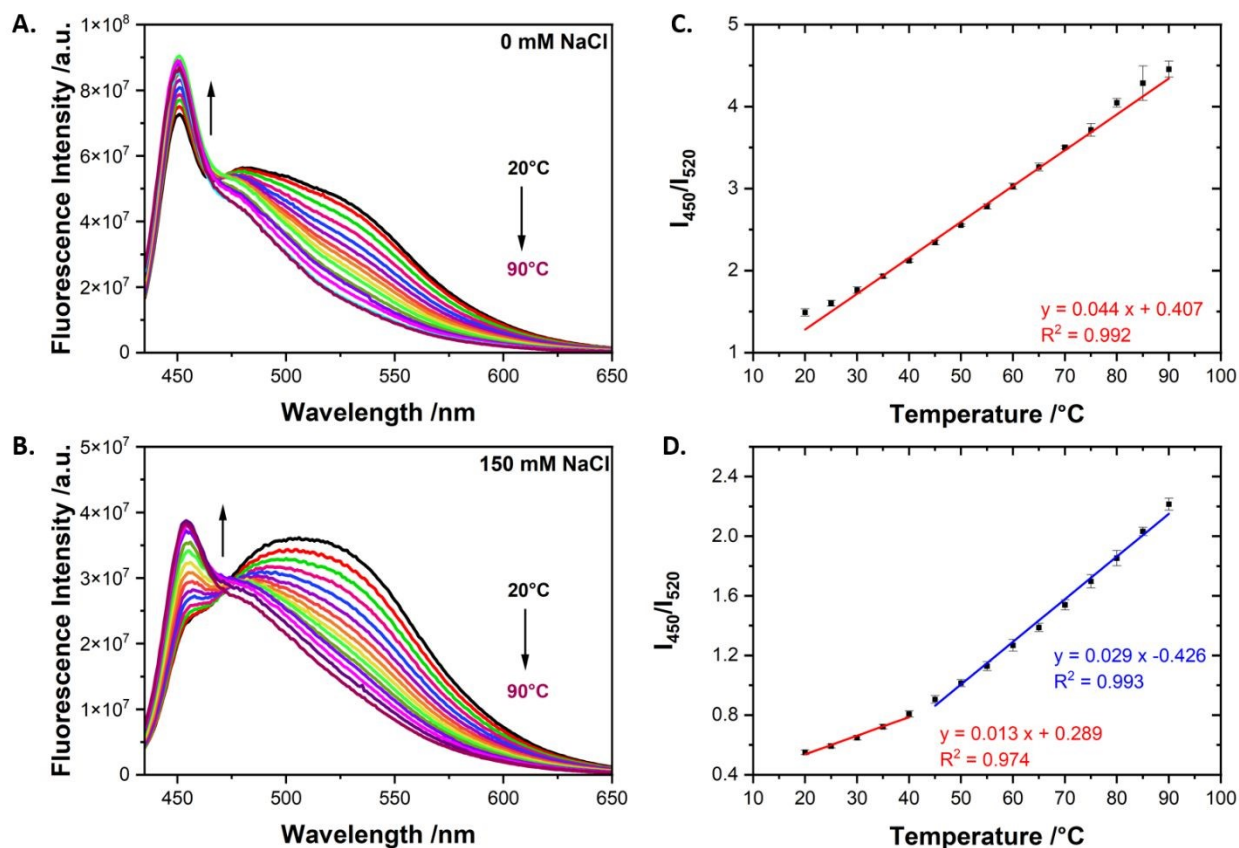 A.
0 mM NaCl
20°C
90°C
1×10⁸
8×10⁷
6×10⁷
4×10⁷
2×10⁷
0
450 500 550 600 650
Fluorescence Intensity /a.u.
Wavelength /nm
C.
5
4
3
2
1
10 20 30 40 50 60 70 80 90 100
I₄₅₀/I₅₂₀
Temperature /°C
y = 0.044 x + 0.407
R² = 0.992
B.
150 mM NaCl
20°C
90°C
5×10⁷
4×10⁷
3×10⁷
2×10⁷
1×10⁷
0
450 500 550 600 650
Fluorescence Intensity /a.u.
Wavelength /nm
D.
2.4
2.0
1.6
1.2
0.8
0.4
10 20 30 40 50 60 70 80 90 100
I₄₅₀/I₅₂₀
Temperature /°C
y = 0.029 x -0.426
R² = 0.993
y = 0.013 x + 0.289
R² = 0.974